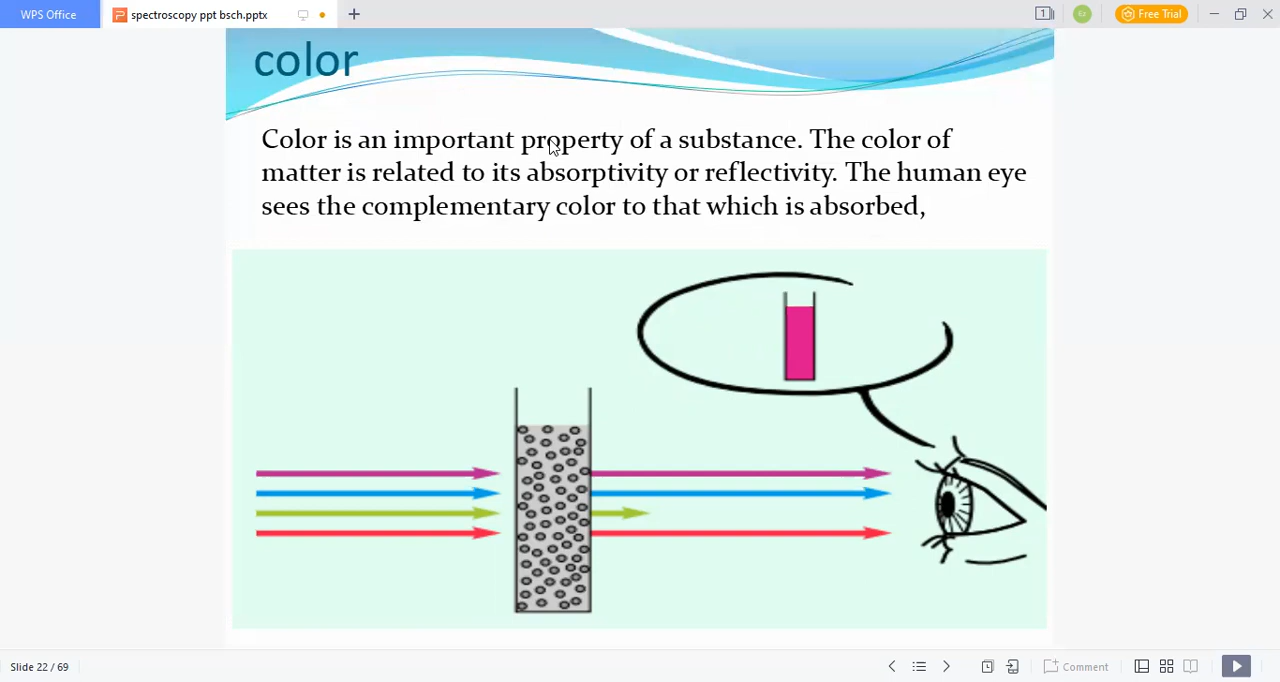 WPS Office
spectroscopy ppt bsch.pptx
1
Free Trial
color
Color is an important property of a substance. The color of
matter is related to its absorptivity or reflectivity. The human eye
sees the complementary color to that which is absorbed,
Slide 22 / 69
Comment